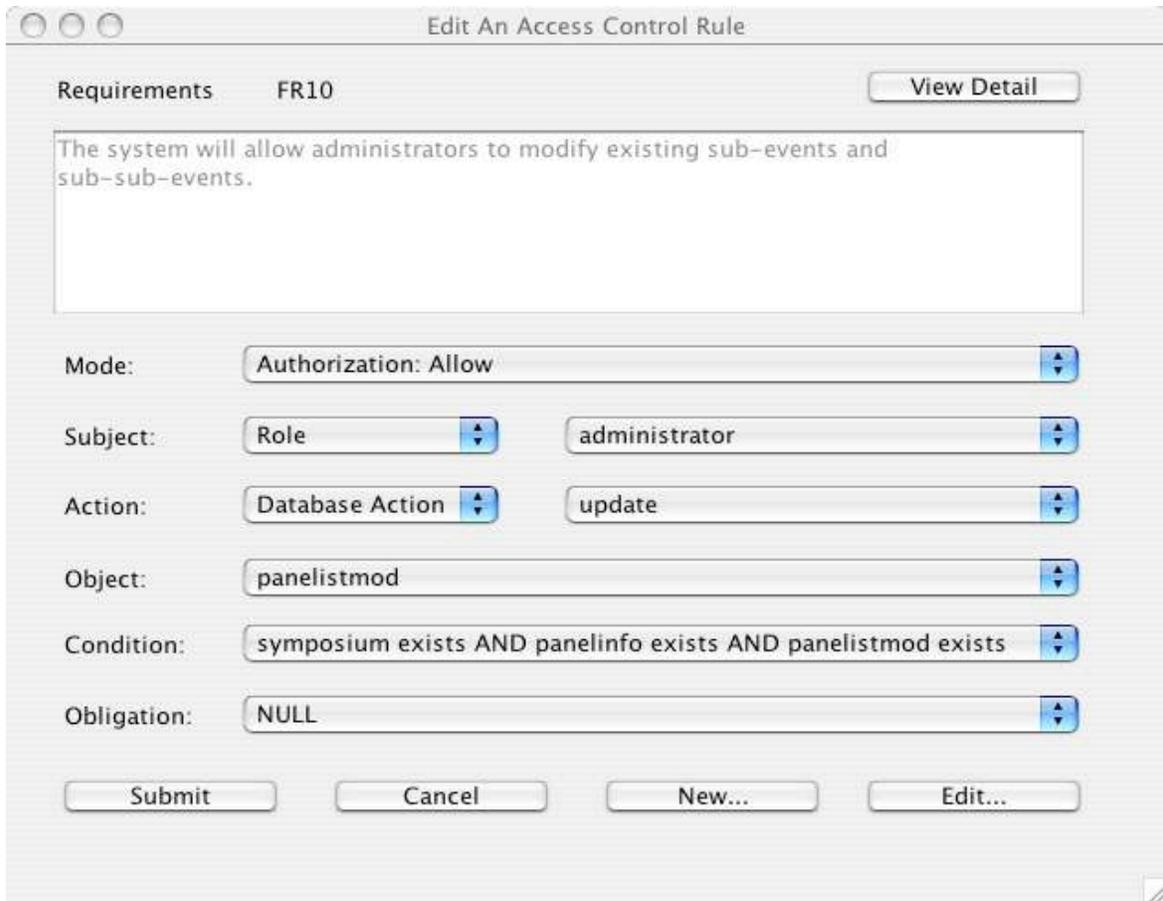 Edit An Access Control Rule
Requirements FR10 View Detail
The system will allow administrators to modify existing sub-events and
sub-sub-events.
Mode: Authorization: Allow
Subject: Role administrator
Action: Database Action update
Object: panelistmod
Condition: symposium exists AND panelinfo exists AND panelistmod exists
Obligation: NULL
Submit Cancel New... Edit...